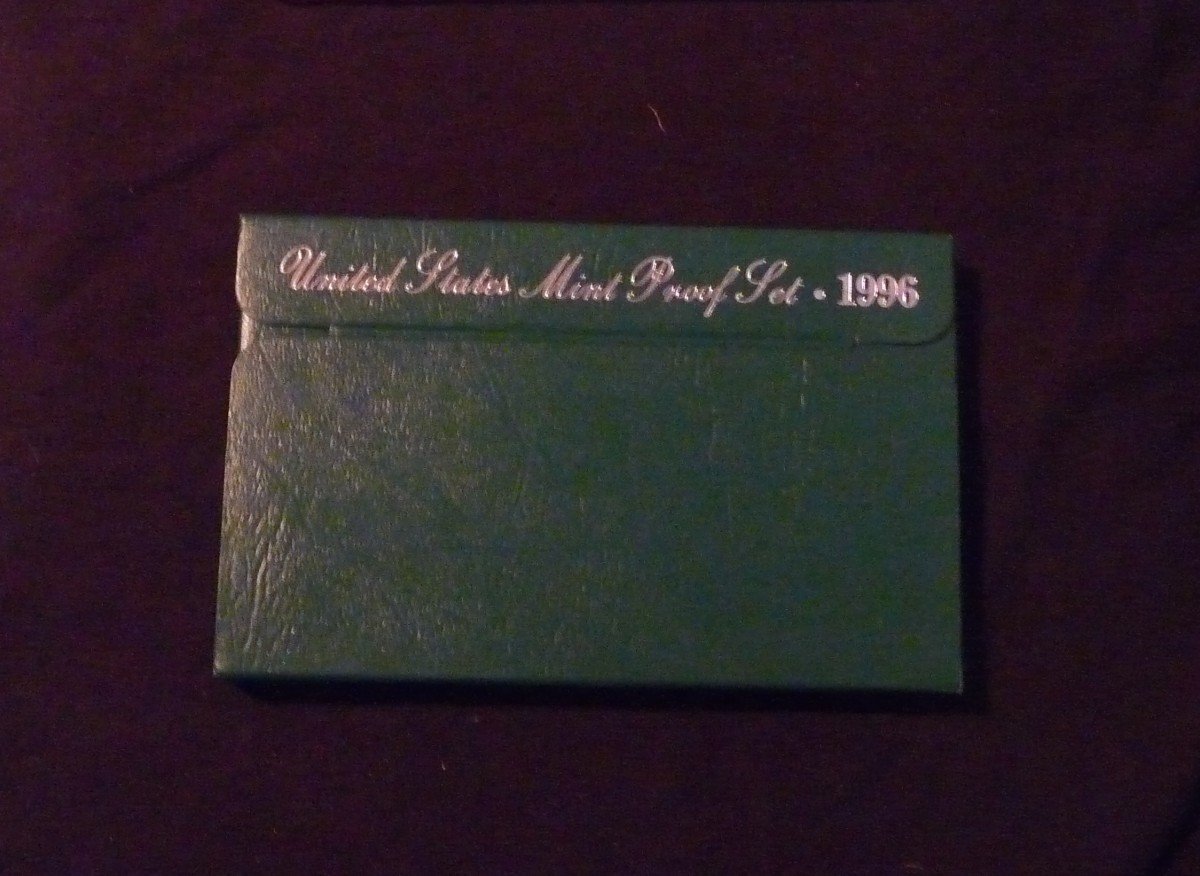 United States Mint Proof Set • 1996